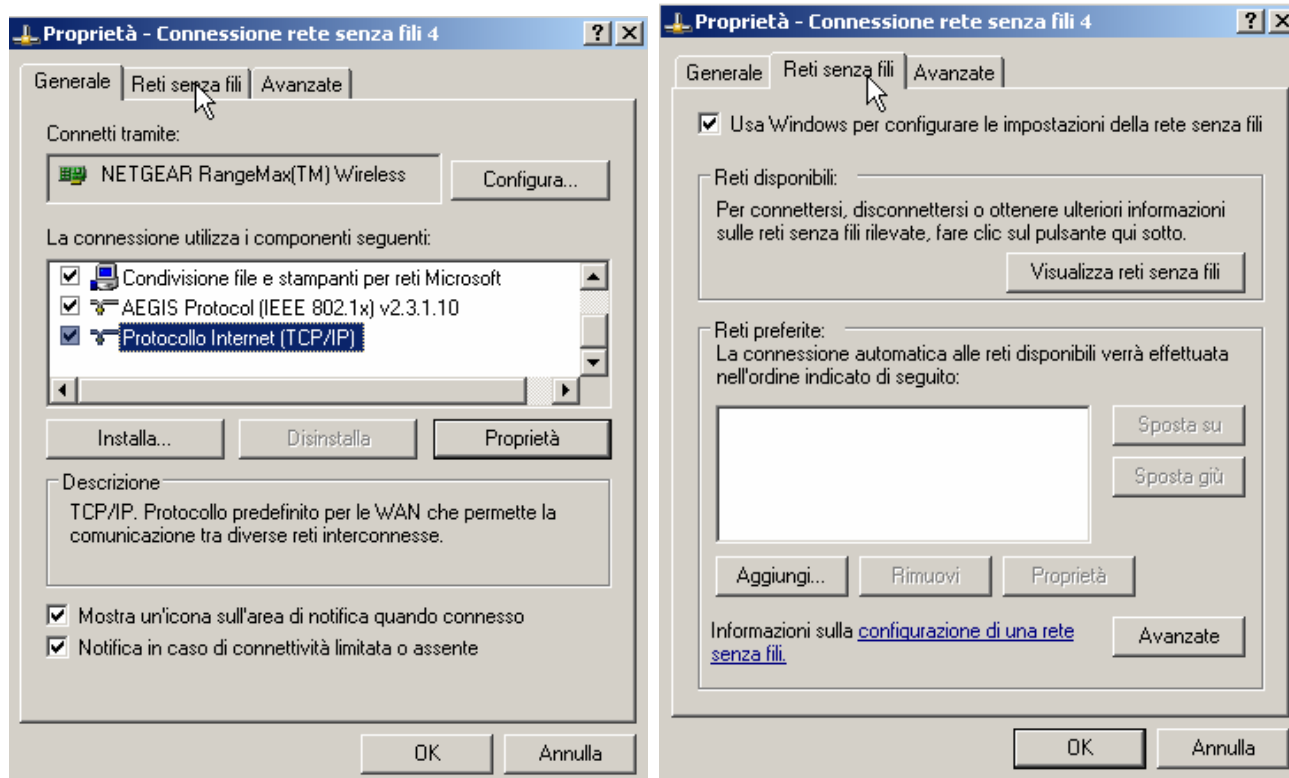 Proprietà - Connessione rete senza fili 4
Generale
Reti senza fili
Avanzate
Connetti tramite:
NETGEAR RangeMax(TM) Wireless
Configura...
La connessione utilizza i componenti seguenti:
Condivisione file e stampanti per reti Microsoft
AEGIS Protocol (IEEE 802.1x) v2.3.1.10
Protocollo Internet (TCP/IP)
Installa...
Disinstalla
Proprietà
Descrizione
TCP/IP. Protocollo predefinito per le WAN che permette la
comunicazione tra diverse reti interconnesse.
Mostra un'icona sull'area di notifica quando connesso
Notifica in caso di connettività limitata o assente
OK
Annulla
Proprietà - Connessione rete senza fili 4
Generale
Reti senza fili
Avanzate
Usa Windows per configurare le impostazioni della rete senza fili
Reti disponibili:
Per connettersi, disconnettersi o ottenere ulteriori informazioni
sulle reti senza fili rilevate, fare clic sul pulsante qui sotto.
Visualizza reti senza fili
Reti preferite:
La connessione automatica alle reti disponibili verrà effettuata
nell'ordine indicato di seguito:
Sposta su
Sposta giù
Aggiungi...
Rimuovi
Proprietà
Informazioni sulla configurazione di una rete
senza fili.
Avanzate
OK
Annulla